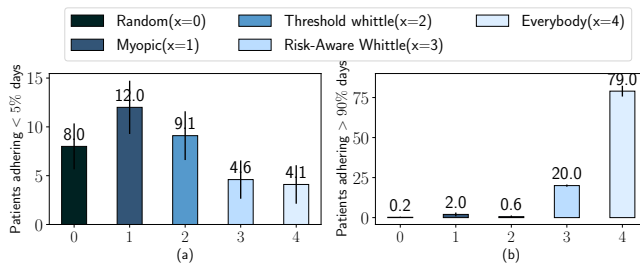 Random(x=0) Threshold whittle(x=2) Everybody(x=4)
Myopic(x=1) Risk-Aware Whittle(x=3)
Patients adhering < 5% days
15
10
5
0
8.0
12.0
9.1
4.6
4.1
0 1 2 3 4
(a)
Patients adhering > 90% days
75
50
25
0
0.2
2.0
0.6
20.0
79.0
0 1 2 3 4
(b)